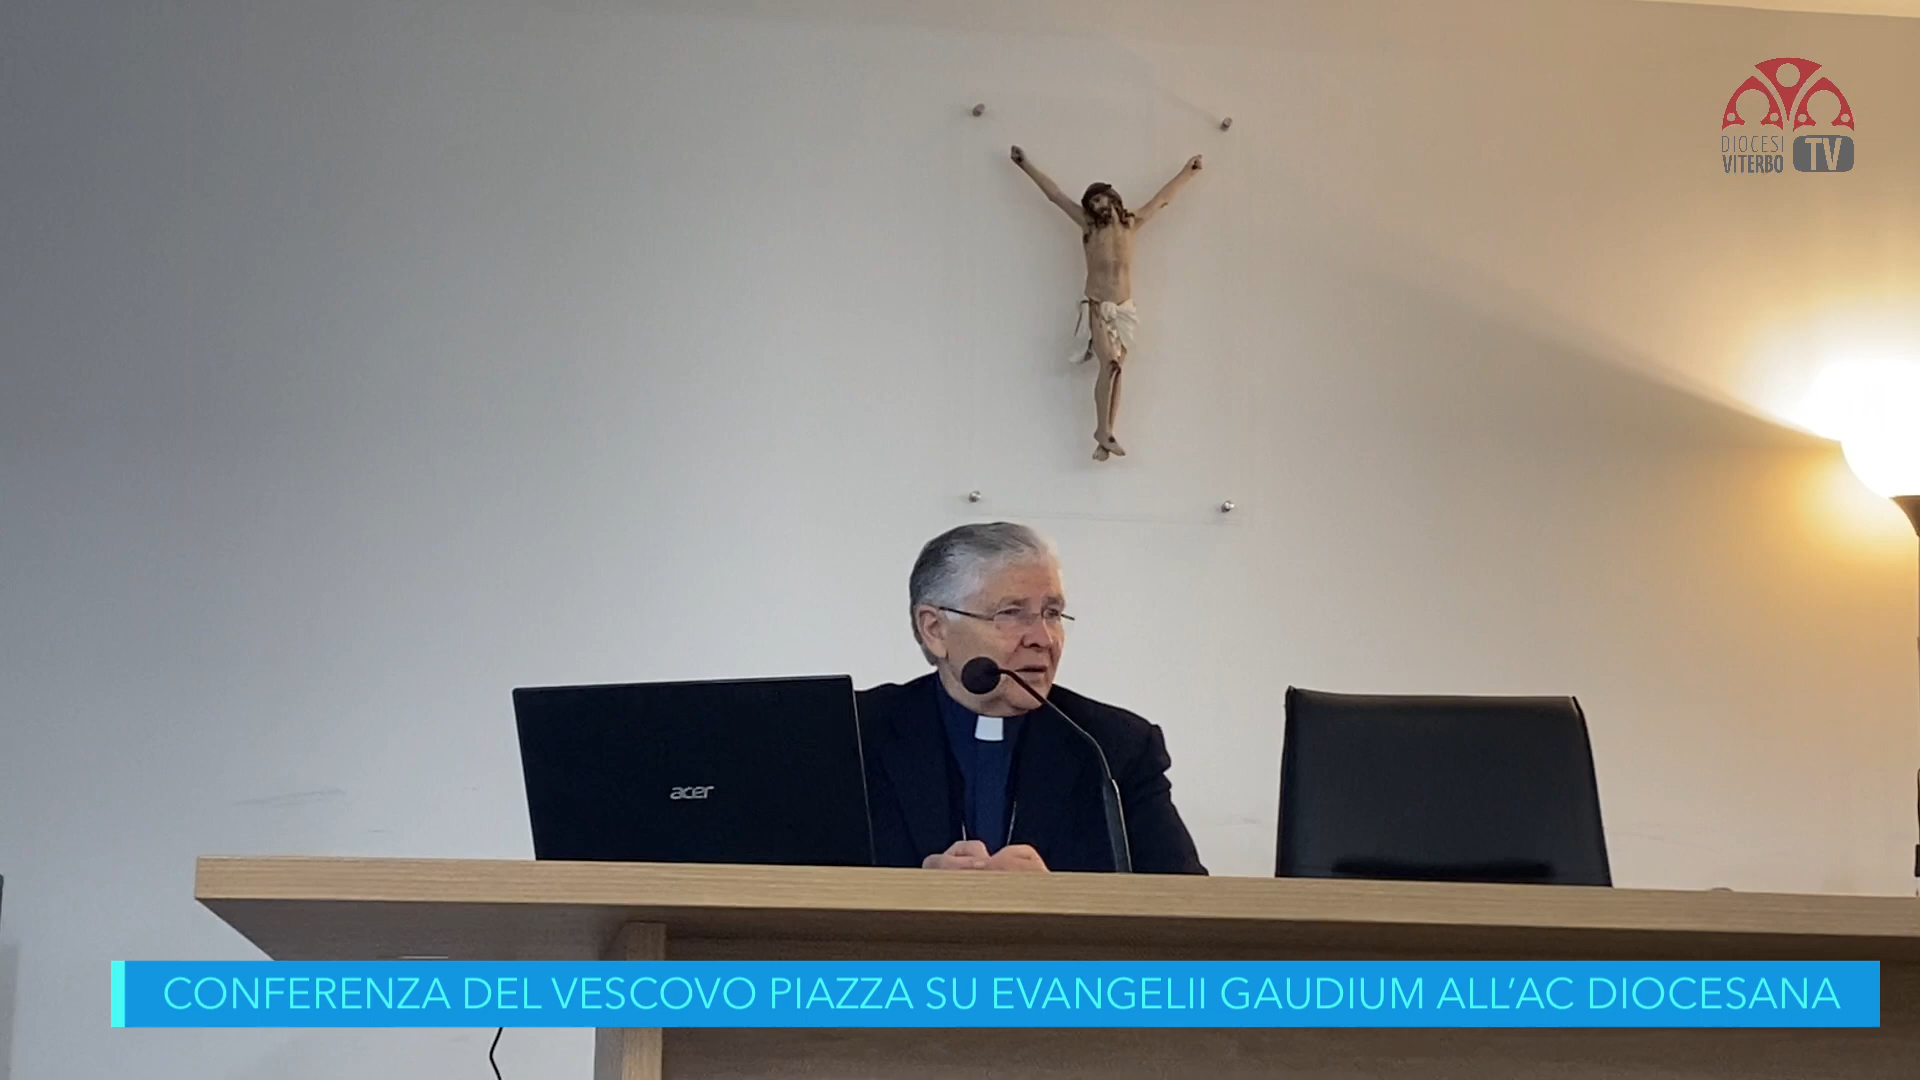 DIOCESI
VITERBO TV
acer
CONFERENZA DEL VESCOVO PIAZZA SU EVANGELII GAUDIUM ALL'AC DIOCESANA